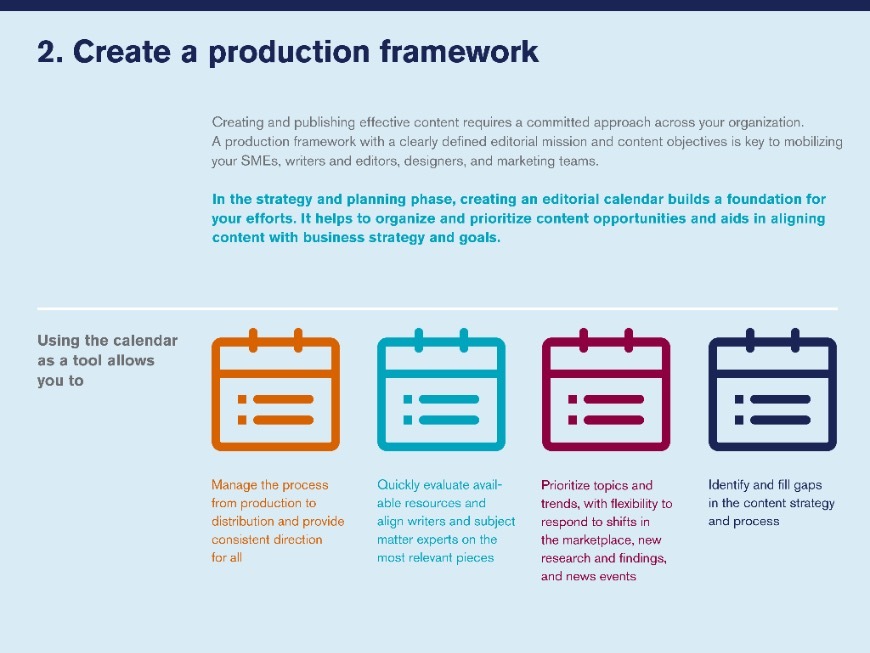 2. Create a production framework
Creating and publishing effective content requires a committed approach across your organization.
A production framework with a clearly defined editorial mission and content objectives is key to mobilizing
your SMEs, writers and editors, designers, and marketing teams.
In the strategy and planning phase, creating an editorial calendar builds a foundation for
your efforts. It helps to organize and prioritize content opportunities and aids in aligning
content with business strategy and goals.
Using the calendar
as a tool allows
you to
Manage the process
from production to
distribution and provide
consistent direction
for all
Quickly evaluate avail-
able resources and
align writers and subject
matter experts on the
most relevant pieces
Prioritize topics and
trends, with flexibility to
respond to shifts in
the marketplace, new
research and findings,
and news events
Identify and fill gaps
in the content strategy
and process